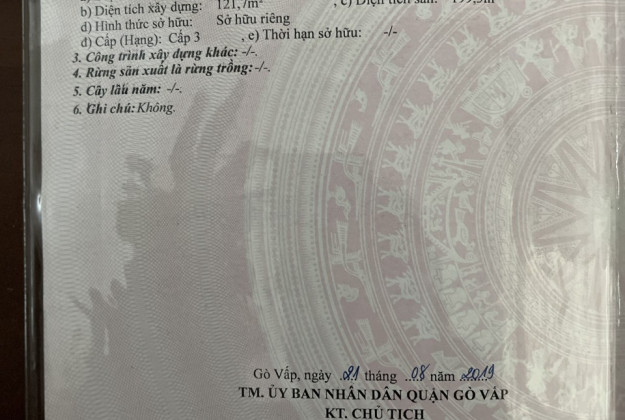 b) Diện tích xây dựng: 121,7m²
, c) Diện tích sàn:
d) Hình thức sở hữu: Sở hữu riêng
đ) Cấp (Hạng): Cấp 3 , e) Thời hạn sở hữu: -/-
3. Công trình xây dựng khác: -/-.
4. Rừng sản xuất là rừng trồng: -/-.
5. Cây lâu năm: -/-.
6. Ghi chú: Không.
Gò Vấp, ngày 21 tháng 08 năm 2019
TM. ỦY BAN NHÂN DÂN QUẬN GÒ VẤP
KT. CHỦ TỊCH